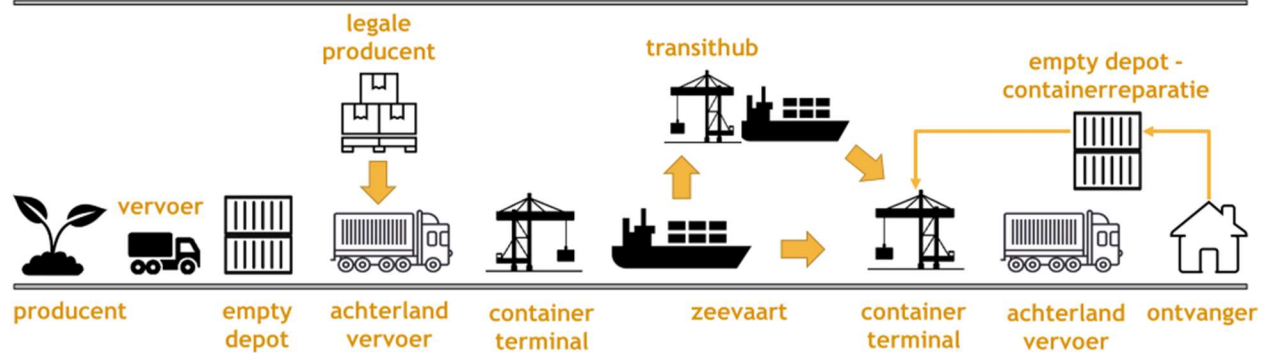 legale
producent
transithub
empty depot -
containerreparatie
vervoer
producent
empty
depot
achterland
vervoer
container
terminal
zeevaart
container
terminal
achterland
vervoer
ontvanger